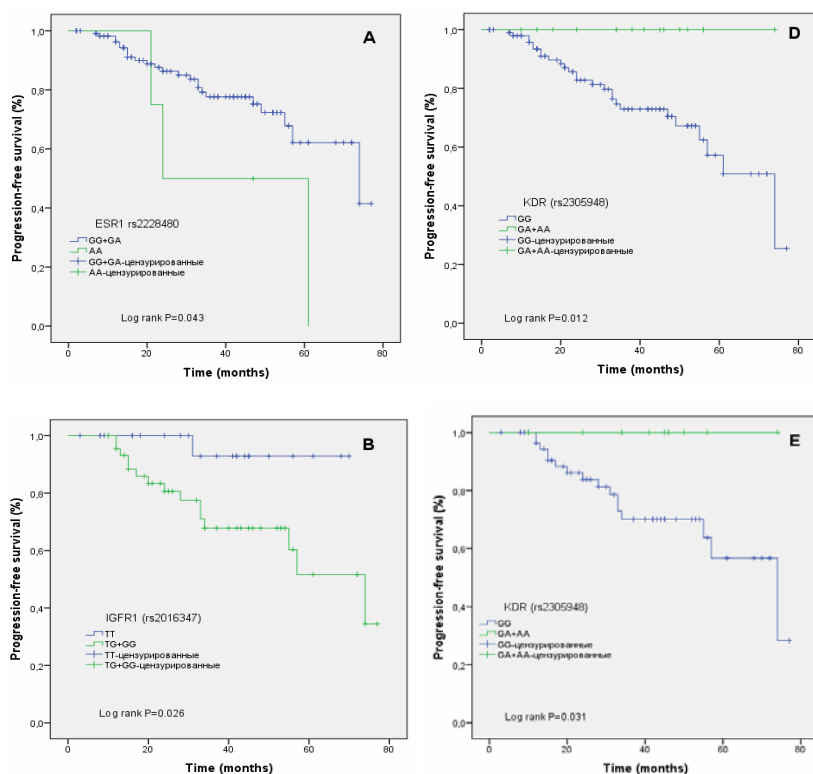 A
Progression-free survival (%)
1,0
0,8
0,6
0,4
0,2
0,0
ESR1 rs2228480
GG+GA
AA
GG+GA-цензурированные
AA-цензурированные
Log rank P=0.043
0
20
40
60
80
Time (months)
D
Progression-free survival (%)
1,0
0,8
0,6
0,4
0,2
0,0
KDR (rs2305948)
GG
GA+AA
GG-цензурированные
GA+AA-цензурированные
Log rank P=0.012
0
20
40
60
80
Time (months)
B
Progression-free survival (%)
1,0
0,8
0,6
0,4
0,2
0,0
IGFR1 (rs2016347)
TT
TG+GG
TT-цензурированные
TG+GG-цензурированные
Log rank P=0.026
0
20
40
60
80
Time (months)
E
Progression-free survival (%)
1,0
0,8
0,6
0,4
0,2
0,0
KDR (rs2305948)
GG
GA+AA
GG-цензурированные
GA+AA-цензурированные
Log rank P=0.031
0
20
40
60
80
Time (months)